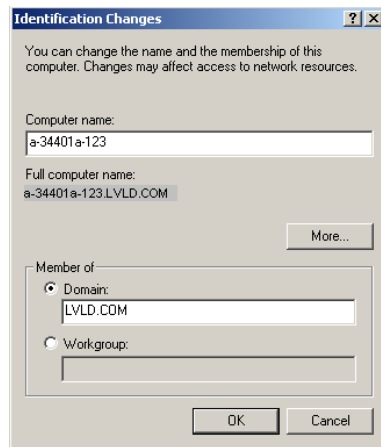 Identification Changes
You can change the name and the membership of this
computer. Changes may affect access to network resources.
Computer name:
a-34401a-123
Full computer name:
a-34401a-123.LVLD.COM
More...
Member of
Domain:
LVLD.COM
Workgroup:
OK Cancel